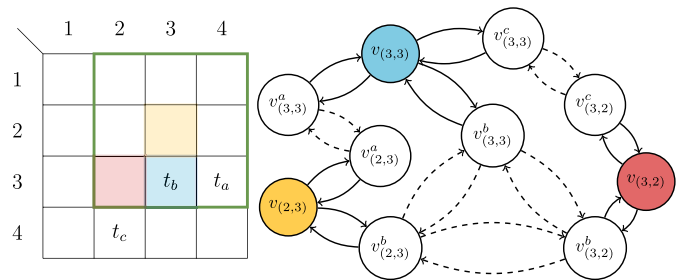 1 2 3 4
1
2
3 t_b t_a
4 t_c
v^c_{(3,3)}
v_{(3,3)}
v^a_{(3,3)} v^c_{(3,2)}
v^b_{(3,3)}
v^a_{(2,3)}
v_{(3,2)}
v_{(2,3)}
v^b_{(2,3)} v^b_{(3,2)}